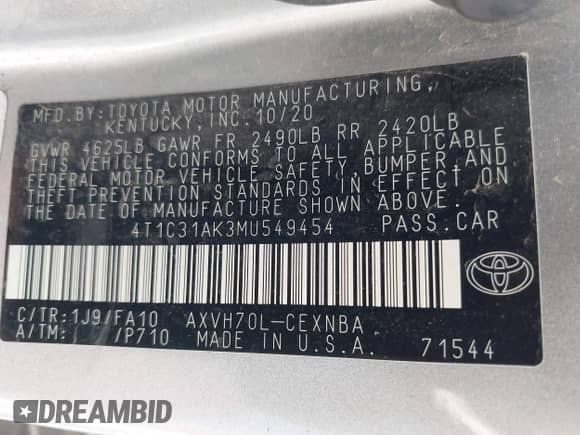 MFD.BY:TOYOTA MOTOR MANUFACTURING,
KENTUCKY, INC. 10/20
GVWR 4625LB GAWR FR 2490LB RR 2420LB
THIS VEHICLE CONFORMS TO ALL APPLICABLE
FEDERAL MOTOR VEHICLE SAFETY,BUMPER,AND
THEFT PREVENTION STANDARDS IN EFFECT ON
THE DATE OF MANUFACTURE SHOWN ABOVE.
4T1C31AK3MU549454 PASS.CAR
C/TR:1J9/FA10 AXVH70L-CEXNBA
A/TM: /P710 MADE IN U.S.A. 71544
DREAMBID